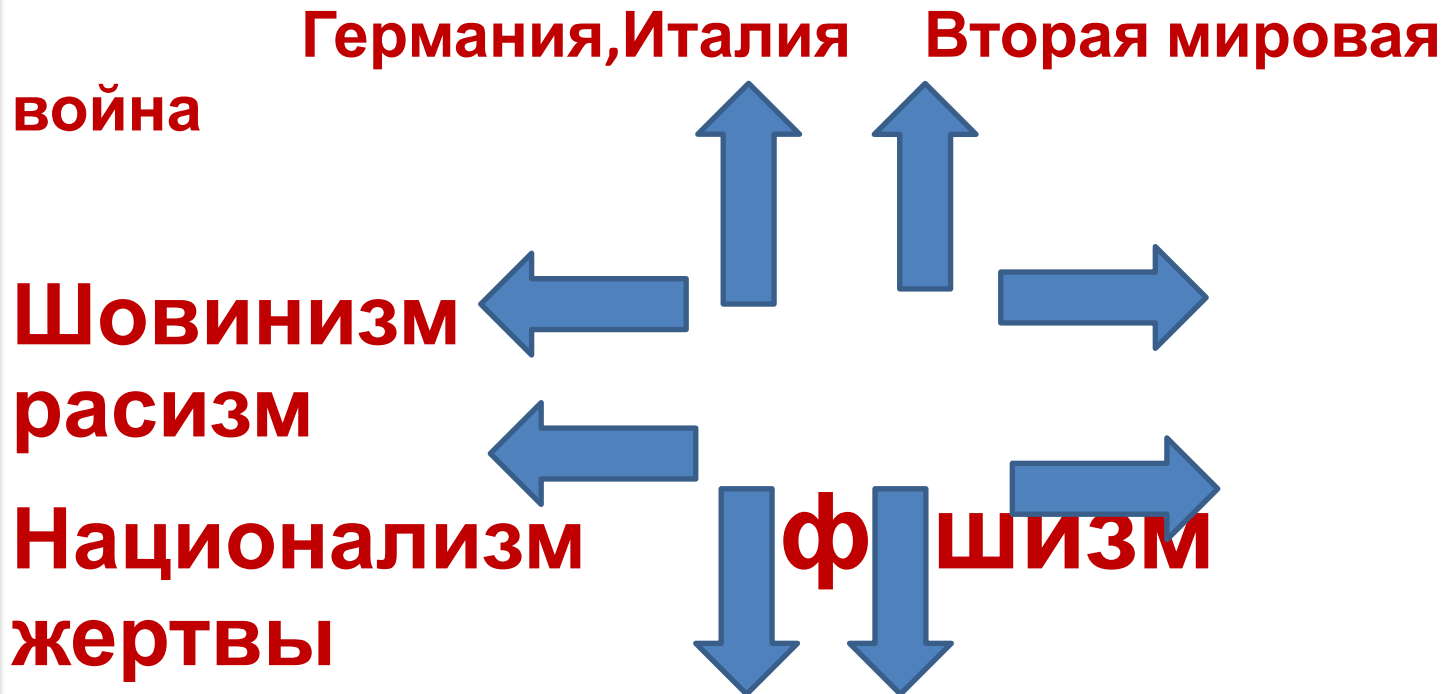 Германия,Италия Вторая мировая
война
Шовинизм
расизм
Национализм ф шизм
жертвы